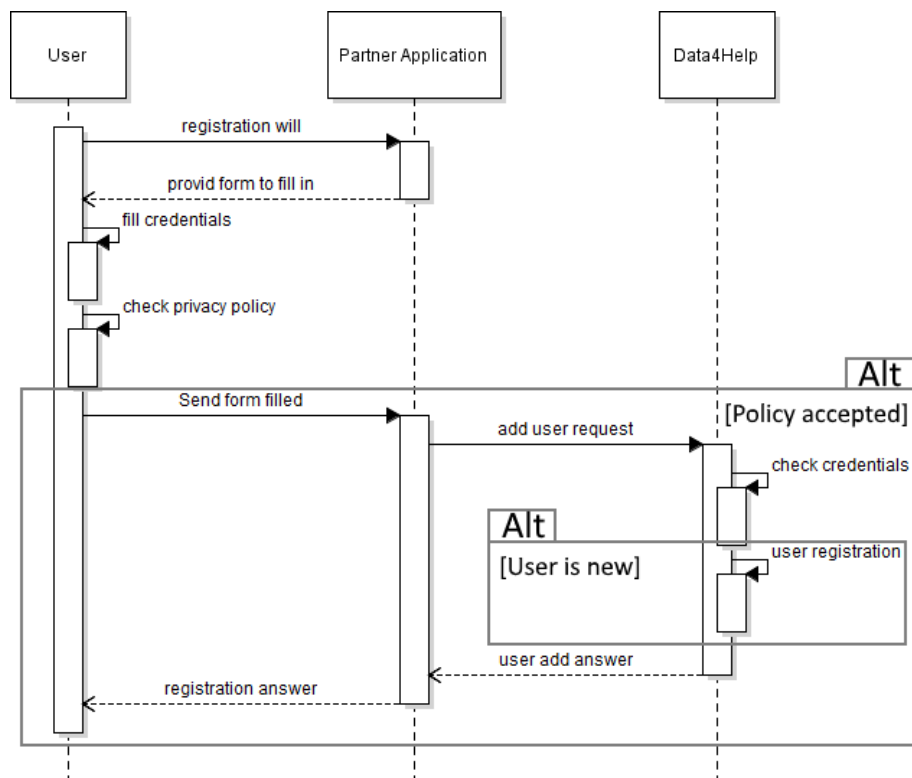 User
Partner Application
Data4Help
registration will
provid form to fill in
fill credentials
check privacy policy
Alt
Send form filled
[Policy accepted]
add user request
check credentials
Alt
user registration
[User is new]
user add answer
registration answer